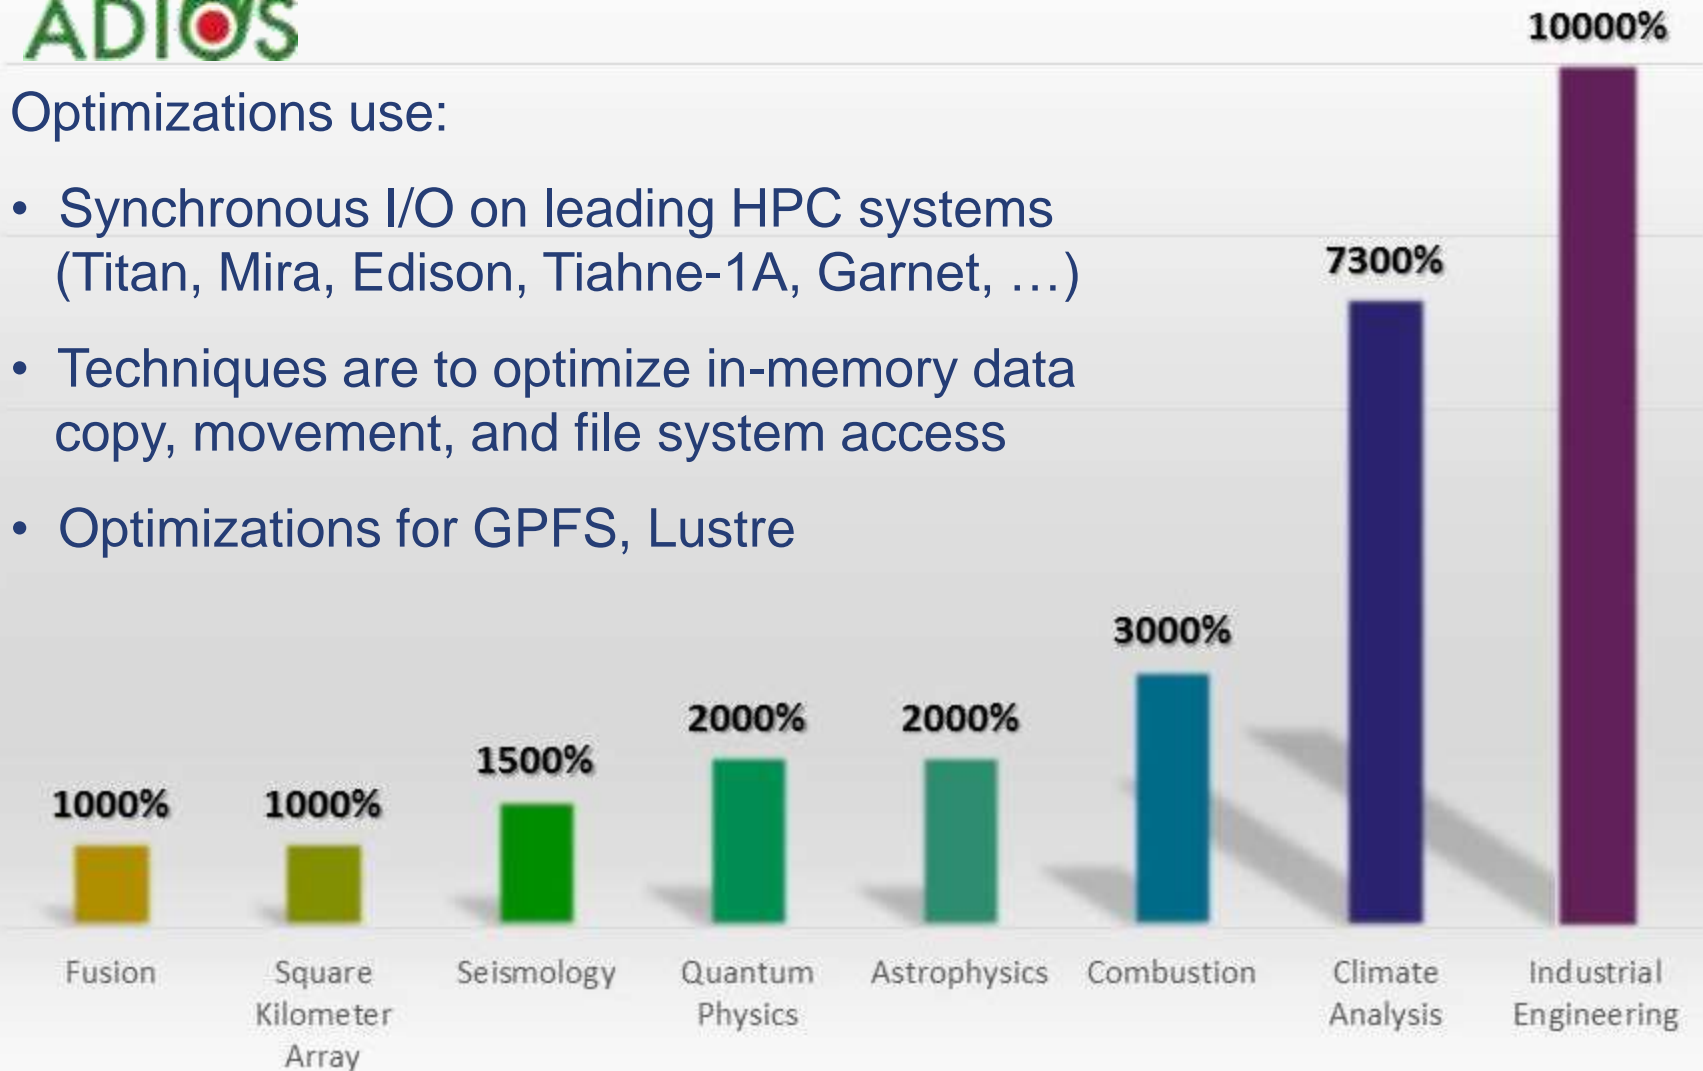 ADIOS
Optimizations use:
• Synchronous I/O on leading HPC systems
(Titan, Mira, Edison, Tiahne-1A, Garnet, …)
• Techniques are to optimize in-memory data
copy, movement, and file system access
• Optimizations for GPFS, Lustre
1000%
1000%
1500%
2000%
2000%
3000%
7300%
10000%
Fusion
Square
Kilometer
Array
Seismology
Quantum
Physics
Astrophysics
Combustion
Climate
Analysis
Industrial
Engineering